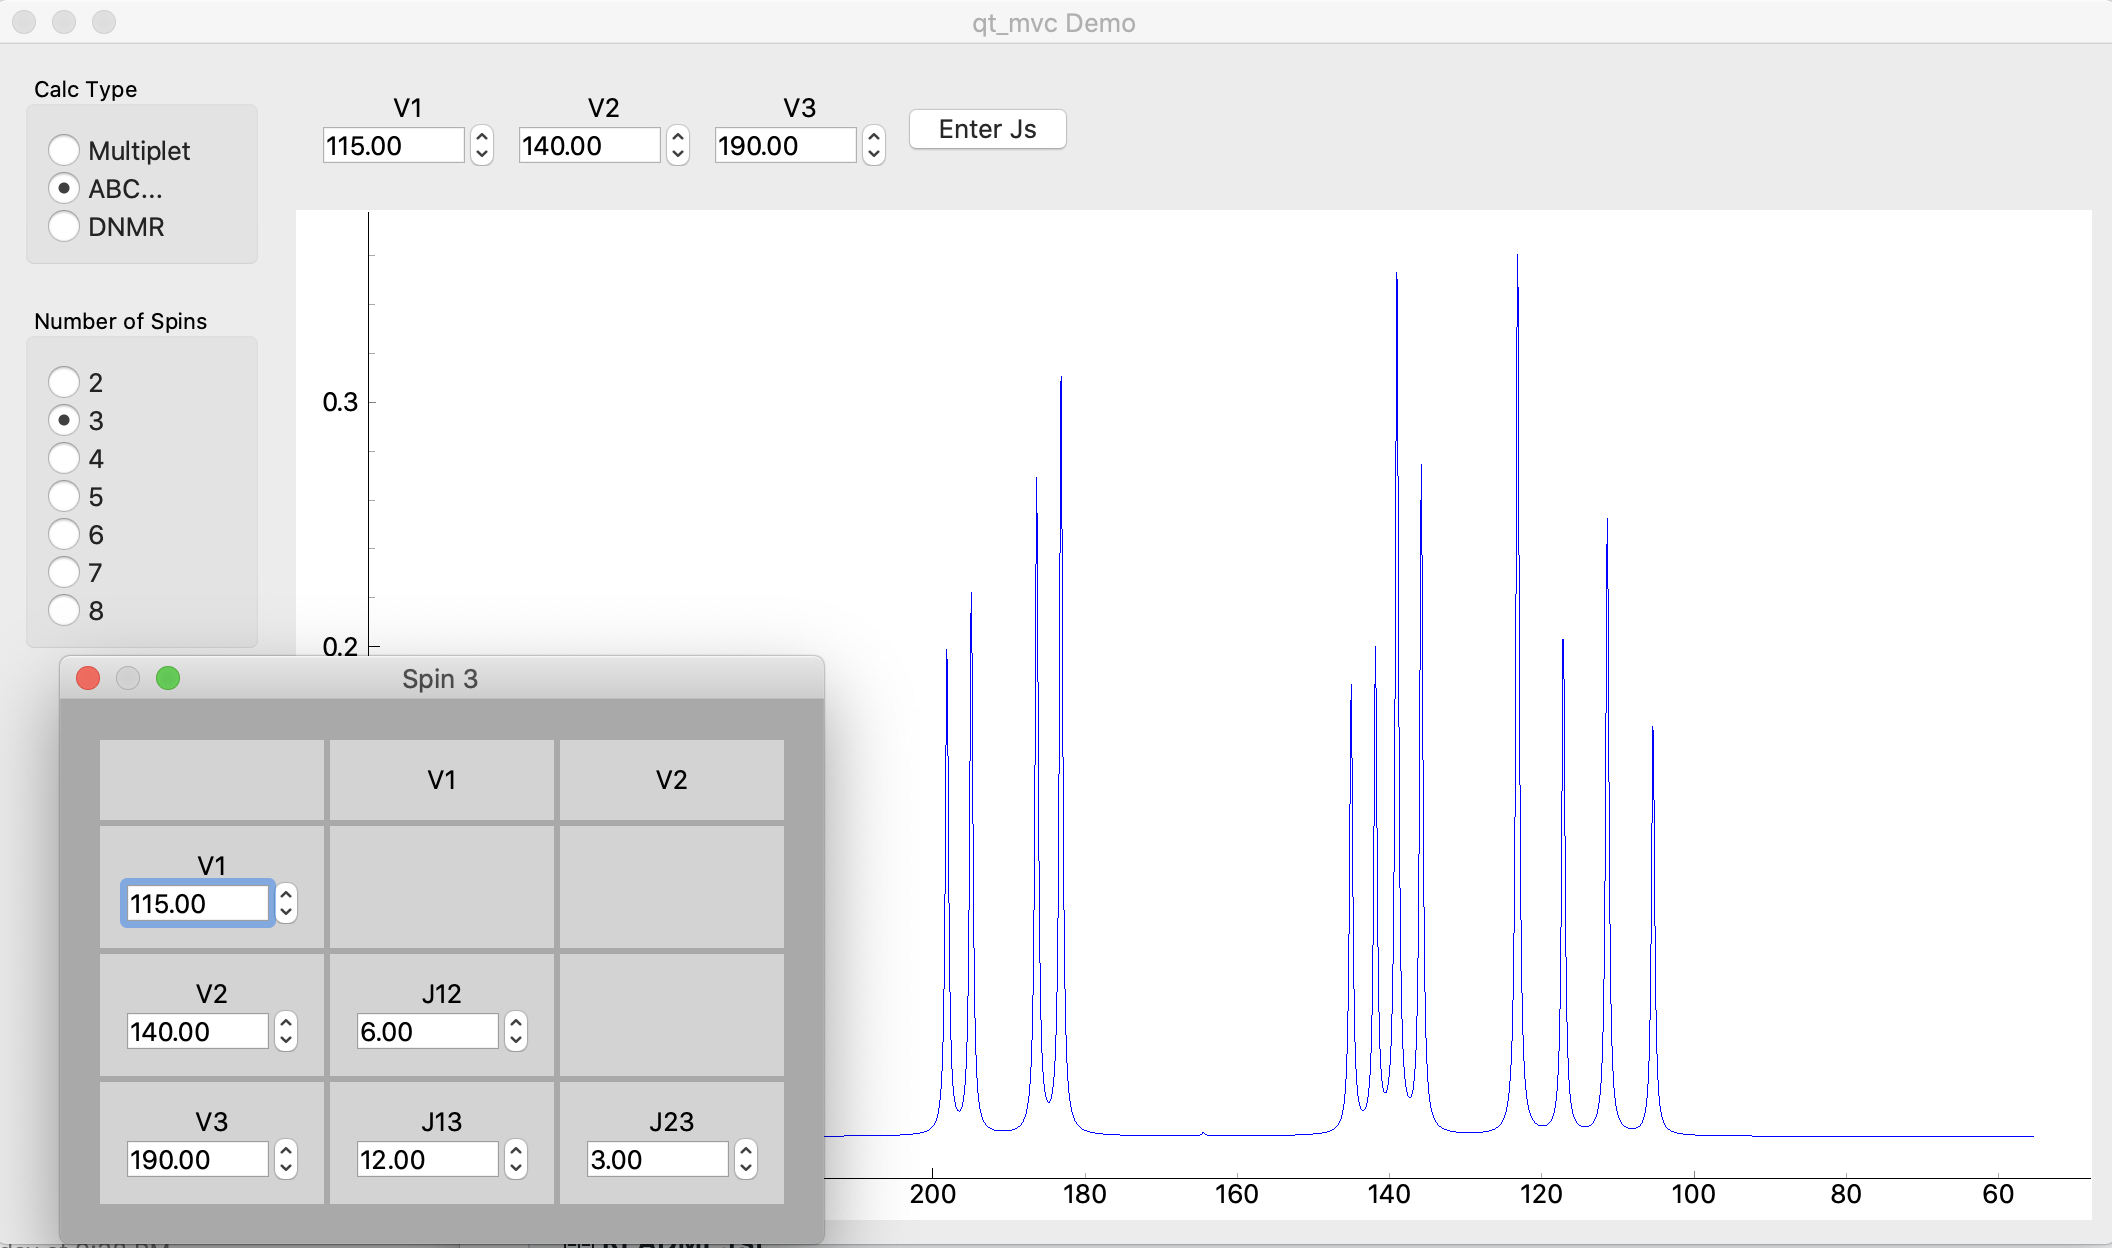 qt_mvc Demo
Calc Type
Multiplet
ABC...
DNMR
Number of Spins
2
3
4
5
6
7
8
V1 V2 V3
115.00 140.00 190.00 Enter Js
0.3
0.2
200 180 160 140 120 100 80 60
Spin 3
V1 V2
V1
115.00
V2 J12
140.00 6.00
V3 J13 J23
190.00 12.00 3.00